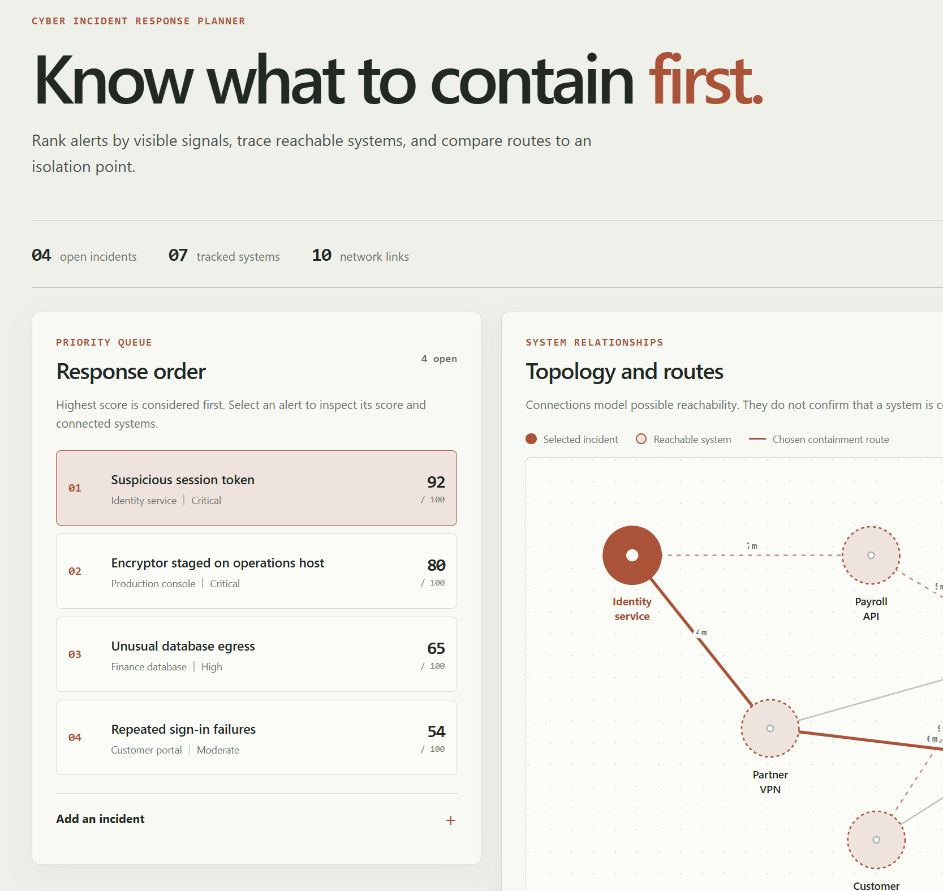 CYBER INCIDENT RESPONSE PLANNER
Know what to contain first.
Rank alerts by visible signals, trace reachable systems, and compare routes to an
isolation point.
04 open incidents 07 tracked systems 10 network links
PRIORITY QUEUE
Response order
4 open
Highest score is considered first. Select an alert to inspect its score and
connected systems.
01 Suspicious session token 92
Identity service | Critical / 100
02 Encryptor staged on operations host 80
Production console | Critical / 100
03 Unusual database egress 65
Finance database | High / 100
04 Repeated sign-in failures 54
Customer portal | Moderate / 100
Add an incident +
SYSTEM RELATIONSHIPS
Topology and routes
Connections model possible reachability. They do not confirm that a system is
Selected incident Reachable system Chosen containment route
Identity
service
Payroll
API
Partner
VPN
Customer